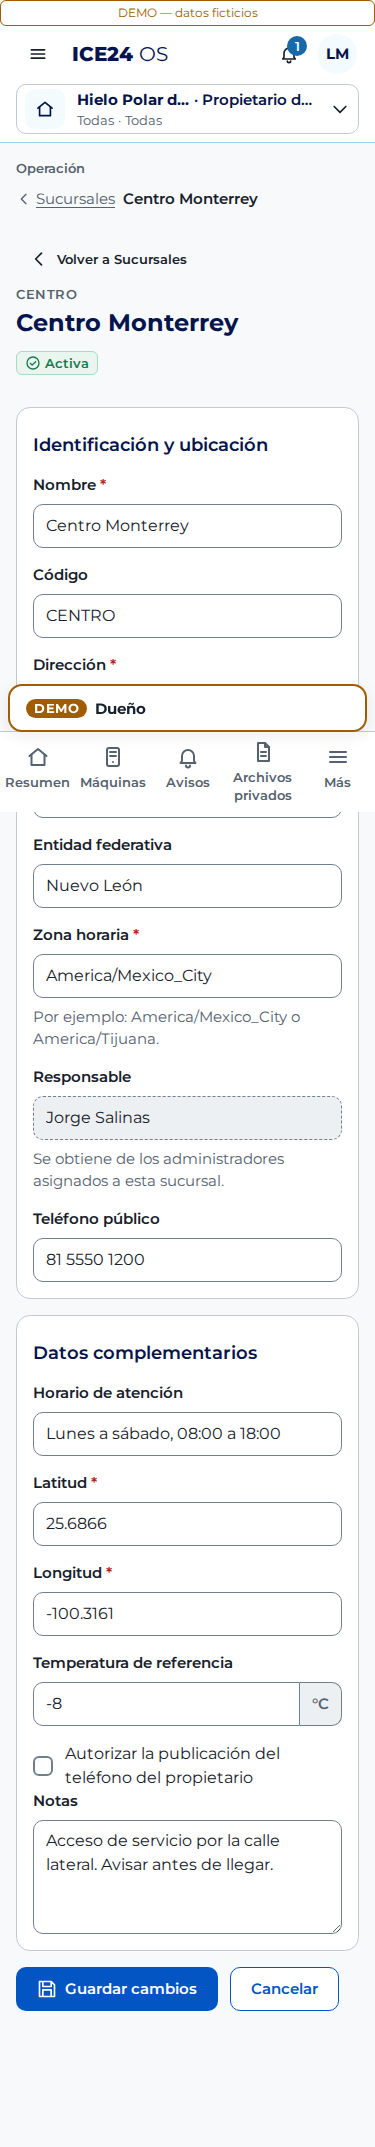 DEMO — datos ficticios
ICE24 OS
1
LM
Hielo Polar d... · Propietario d...
Todas · Todas
Operación
Sucursales Centro Monterrey
Volver a Sucursales
CENTRO
Centro Monterrey
Activa
Identificación y ubicación
Nombre *
Centro Monterrey
Código
CENTRO
Dirección *
DEMO Dueño
Resumen
Máquinas
Avisos
Archivos privados
Más
Entidad federativa
Nuevo León
Zona horaria *
America/Mexico_City
Por ejemplo: America/Mexico_City o
America/Tijuana.
Responsable
Jorge Salinas
Se obtiene de los administradores
asignados a esta sucursal.
Teléfono público
81 5550 1200
Datos complementarios
Horario de atención
Lunes a sábado, 08:00 a 18:00
Latitud *
25.6866
Longitud *
-100.3161
Temperatura de referencia
-8 °C
Autorizar la publicación del
teléfono del propietario
Notas
Acceso de servicio por la calle
lateral. Avisar antes de llegar.
Guardar cambios
Cancelar